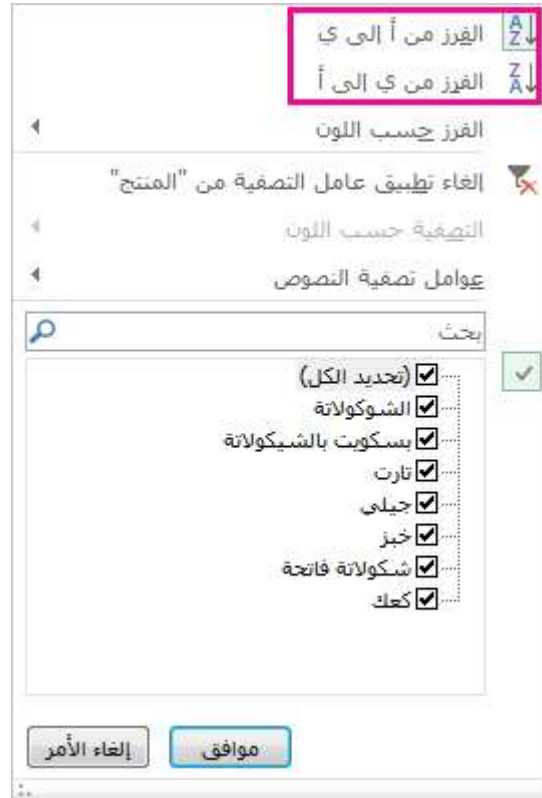 الفرز من أ إلى ي
الفرز من ي إلى أ
الفرز حسب اللون
إلغاء تطبيق عامل التصفية من "المنتج"
التصفية حسب اللون
عوامل تصفية النصوص
بحث
(تحديد الكل)
الشوكولاتة
بسكويت بالشيكولاتة
تارت
جيلي
خبز
شكولاتة فاتحة
كعك
موافق
إلغاء الأمر